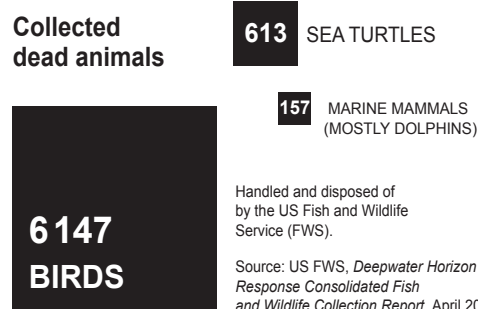 Collected
dead animals
613 SEA TURTLES
157 MARINE MAMMALS
(MOSTLY DOLPHINS)
6 147
BIRDS
Handled and disposed of
by the US Fish and Wildlife
Service (FWS).
Source: US FWS, Deepwater Horizon
Response Consolidated Fish
and Wildlife Collection Report, April